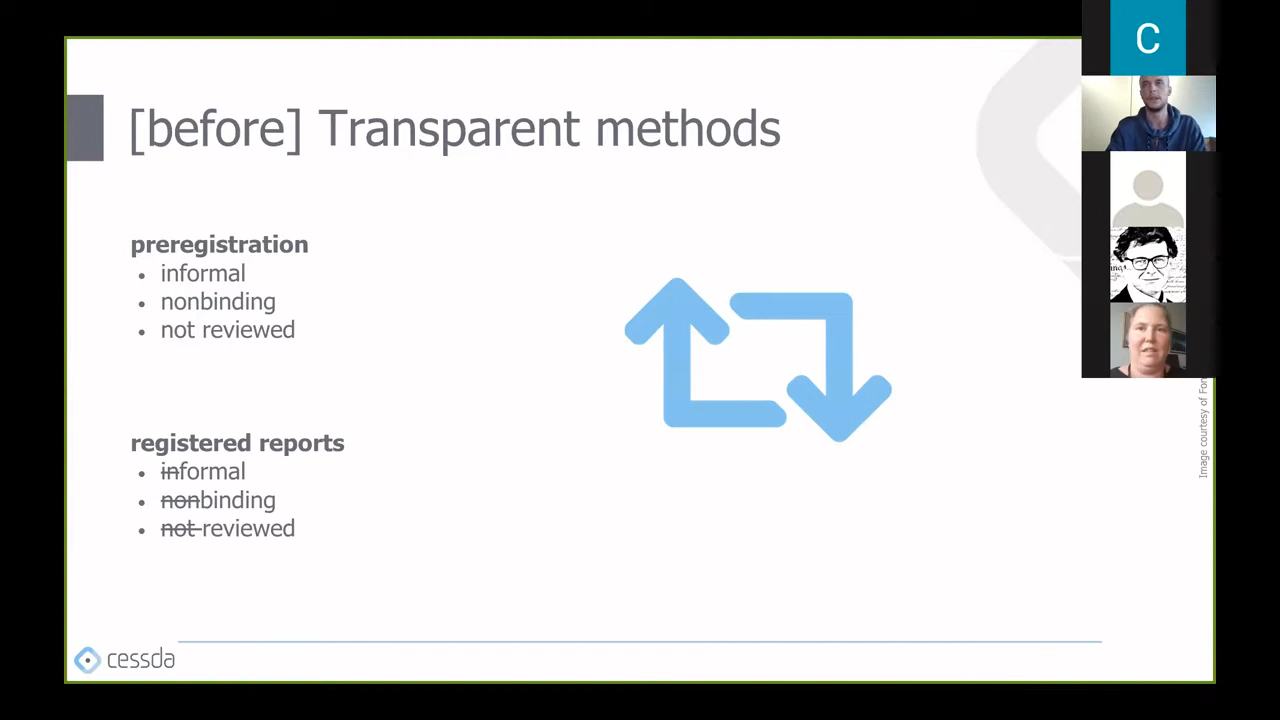 C
[before] Transparent methods
preregistration
• informal
• nonbinding
• not reviewed
registered reports
• informal
• nonbinding
• not reviewed
Image courtesy of
cessda